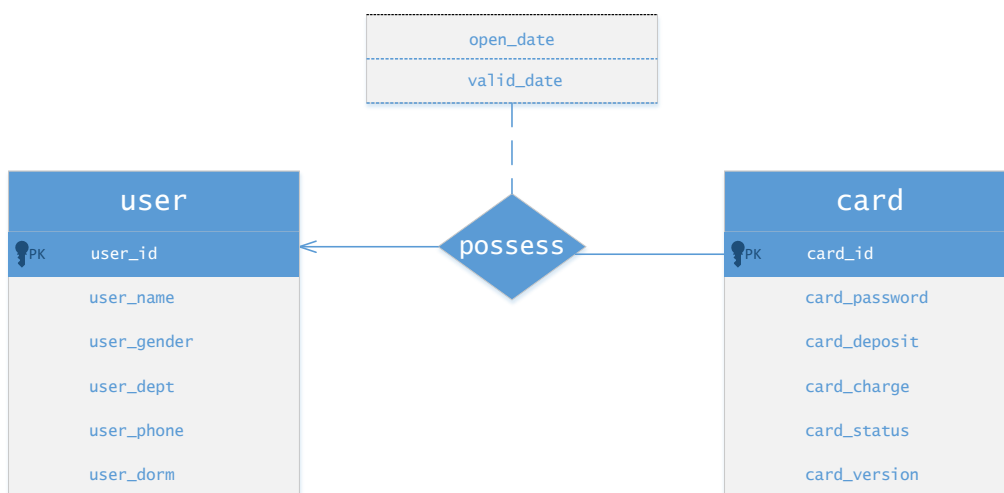 open_date
valid_date
user
PK user_id
user_name
user_gender
user_dept
user_phone
user_dorm
possess
card
PK card_id
card_password
card_deposit
card_charge
card_status
card_version